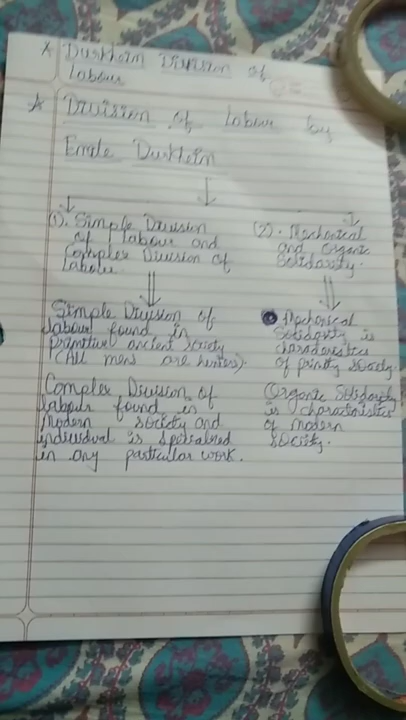 * Durkheim Division of
Labour
* Division of Labour by
Emile Durkheim
(1). Simple Division
of labour and
Complex Division of
Labour
(2). Mechanical
and Organic
Solidarity.
Simple Division of
labour found in
primitive ancient society
(All mens are hunters).
Complex Division of
labour found in
Modern society and
individual is specialised
in any particular work.
Mechanical
Solidarity is
characteristics
of society.
Organic Solidarity
is characteristics
of modern
society.